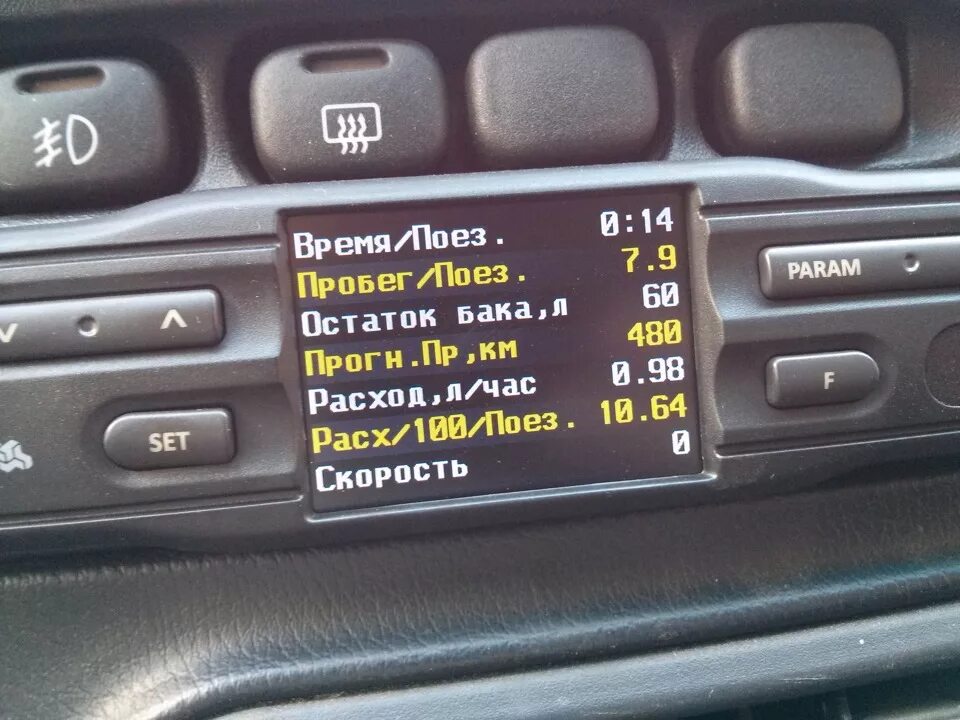 Время/Поез. 0:14
Пробег/Поез. 7.9
Остаток бака,л 60
Прогн.Пр,км 480
Расход,л/час 0.98
Расх/100/Поез. 10.64
Скорость 0
SET
PARAM
F